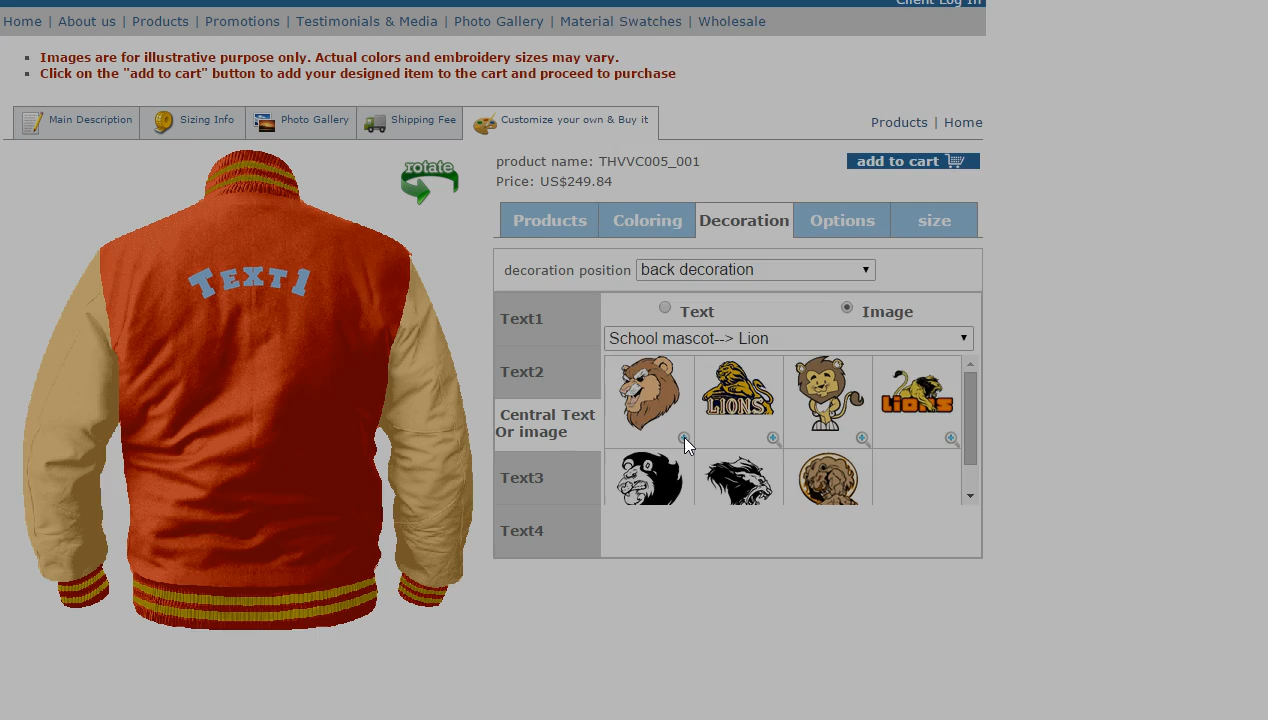 Client Log In
Home | About us | Products | Promotions | Testimonials & Media | Photo Gallery | Material Swatches | Wholesale
Images are for illustrative purpose only. Actual colors and embroidery sizes may vary.
Click on the "add to cart" button to add your designed item to the cart and proceed to purchase
Main Description
Sizing Info
Photo Gallery
Shipping Fee
Customize your own & Buy it
Products | Home
rotate
product name: THVVC005_001
add to cart
Price: US$249.84
Products
Coloring
Decoration
Options
size
decoration position
back decoration
TEXT1
Text1
Text
Image
School mascot--> Lion
Text2
LIONS
LIONS
Central Text
Or image
Text3
Text4